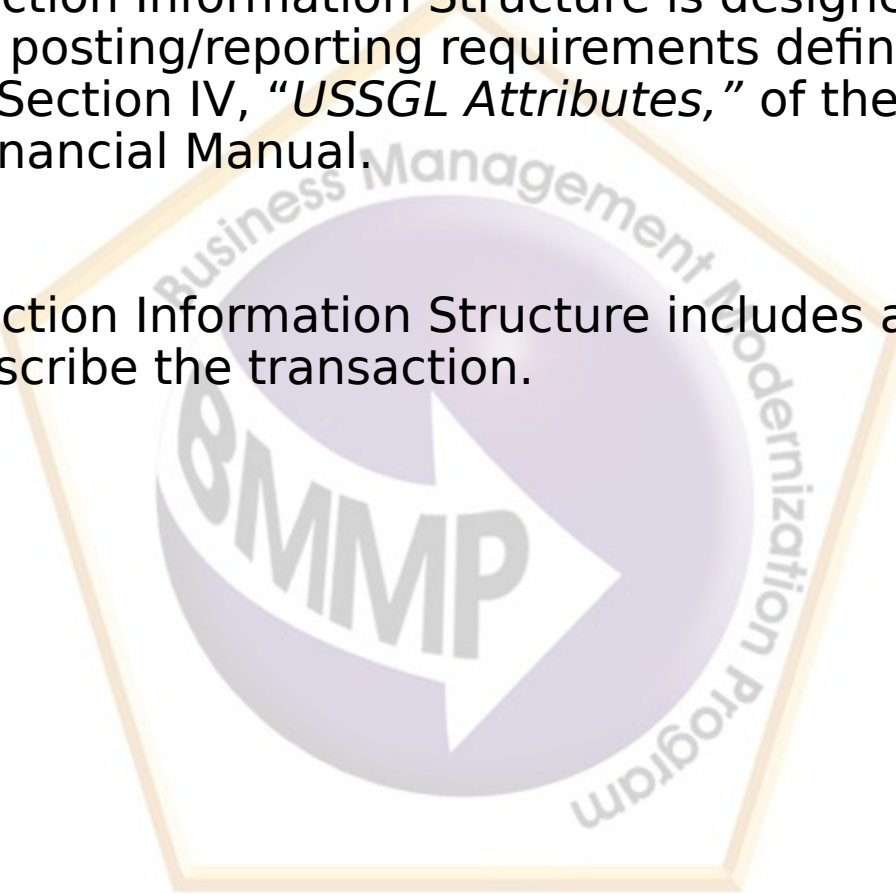 ction Information Structure is designe
posting/reporting requirements defin
Section IV, “USSGL Attributes,” of the
nancial Manual.
Business Management Modernization Program
ction Information Structure includes a
scribe the transaction.
BMMP